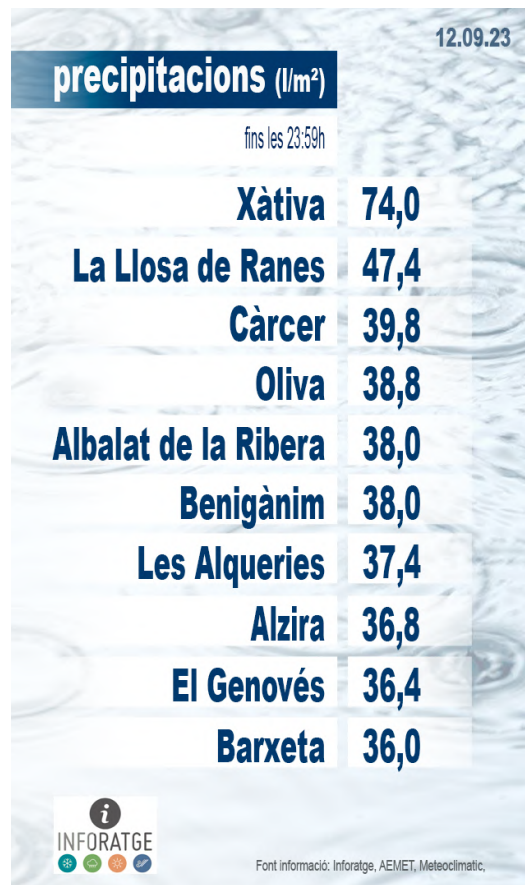 12.09.23
precipitacions (l/m²)
fins les 23:59h
Xàtiva 74,0
La Llosa de Ranes 47,4
Càrcer 39,8
Oliva 38,8
Albalat de la Ribera 38,0
Benigànim 38,0
Les Alqueries 37,4
Alzira 36,8
El Genovés 36,4
Barxeta 36,0
i
INFORATGE
Font informació: Inforatge, AEMET, Meteoclimatic,